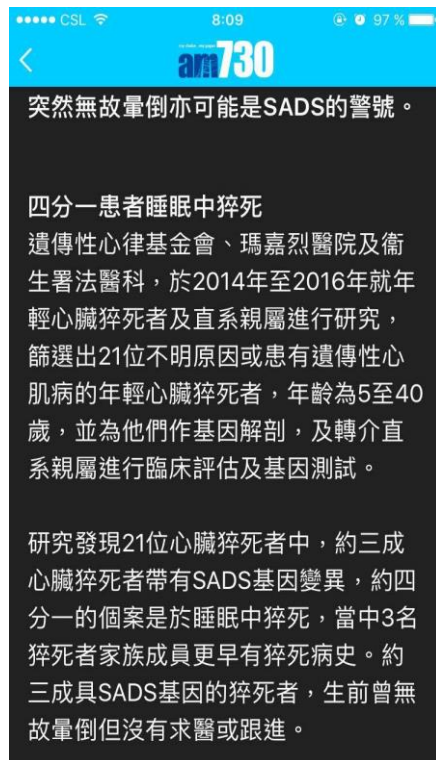 CSL
8:09
97 %
am730
突然無故暈倒亦可能是SADS的警號。
四分一患者睡眠中猝死
遺傳性心律基金會、瑪嘉烈醫院及衞
生署法醫科，於2014年至2016年就年
輕心臟猝死者及直系親屬進行研究，
篩選出21位不明原因或患有遺傳性心
肌病的年輕心臟猝死者，年齡為5至40
歲，並為他們作基因解剖，及轉介直
系親屬進行臨床評估及基因測試。
研究發現21位心臟猝死者中，約三成
心臟猝死者帶有SADS基因變異，約四
分一的個案是於睡眠中猝死，當中3名
猝死者家族成員更早有猝死病史。約
三成具SADS基因的猝死者，生前曾無
故暈倒但沒有求醫或跟進。